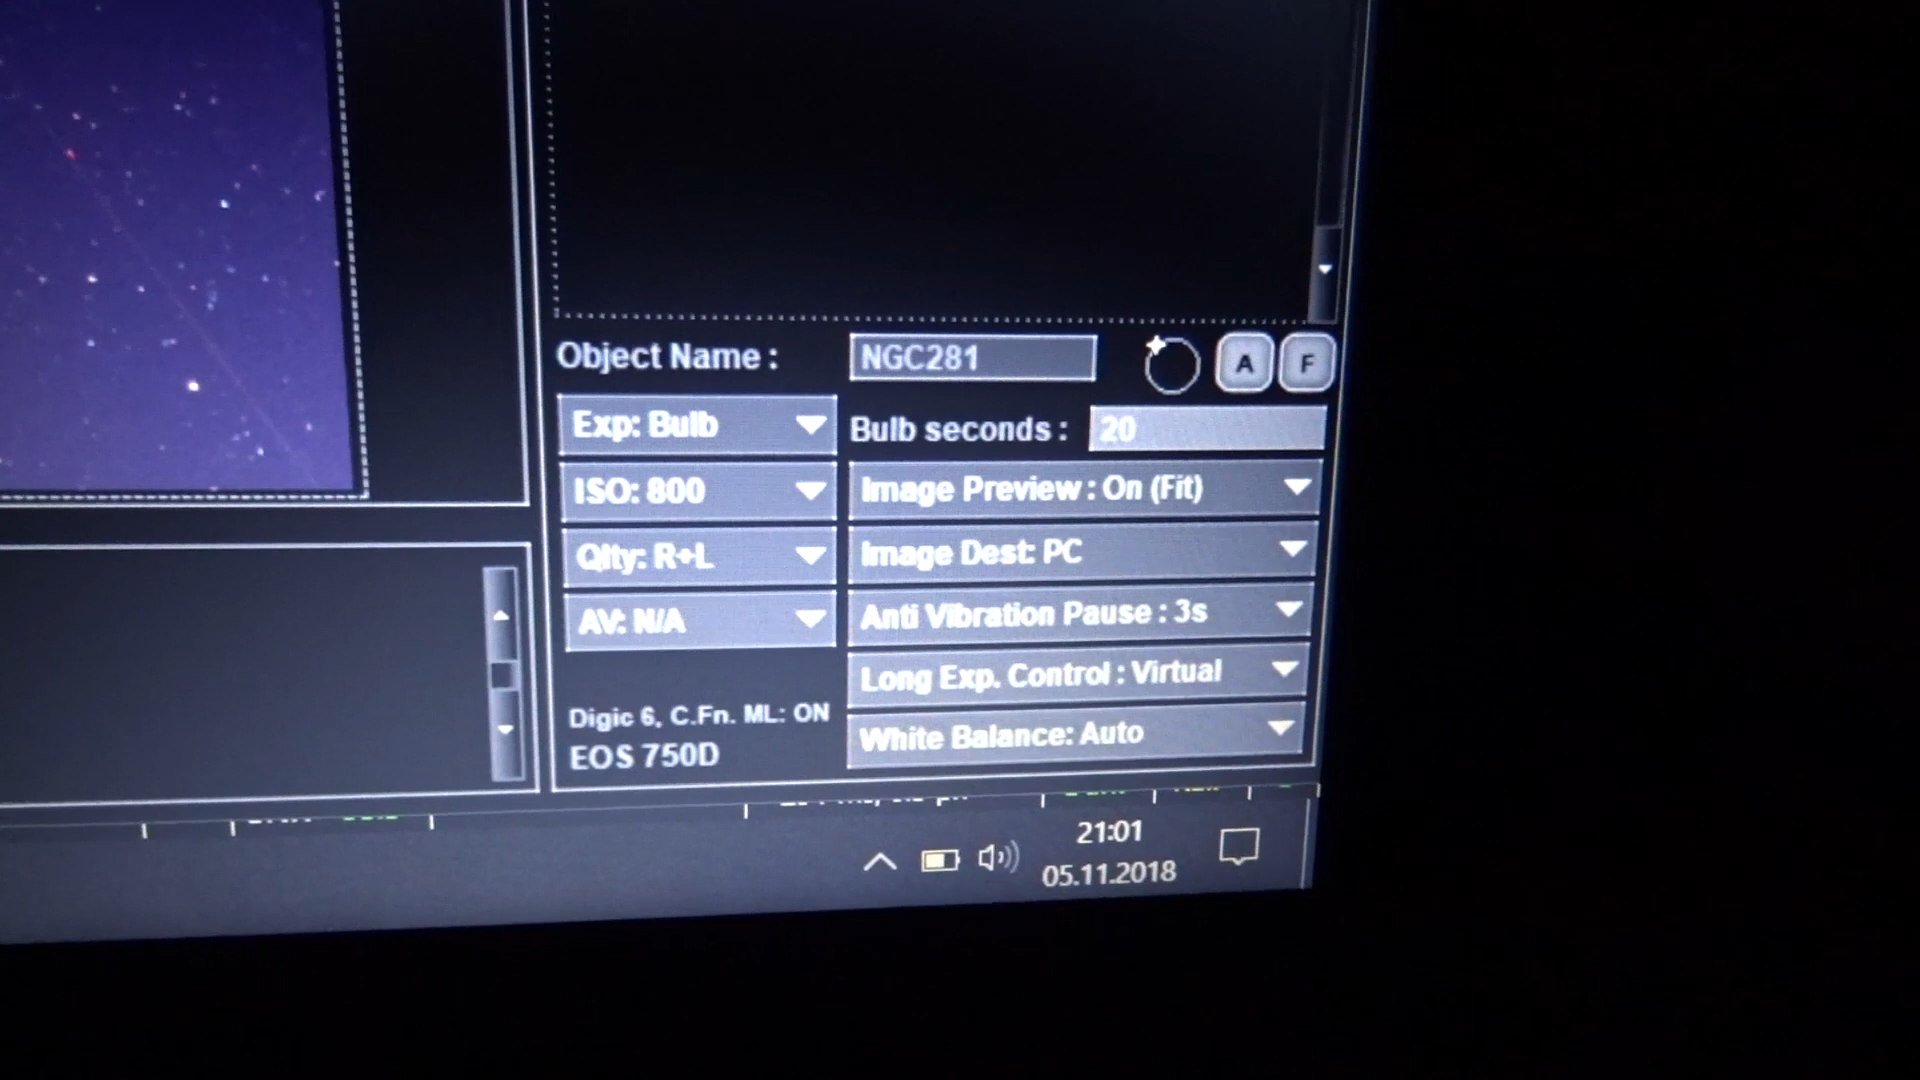 Object Name : NGC281
A F
Exp: Bulb
Bulb seconds : 20
ISO: 800
Image Preview : On (Fit)
Qlty: R+L
Image Dest: PC
AV: N/A
Anti Vibration Pause : 3s
Long Exp. Control : Virtual
Digic 6, C.Fn. ML: ON
White Balance: Auto
EOS 750D
21:01
05.11.2018